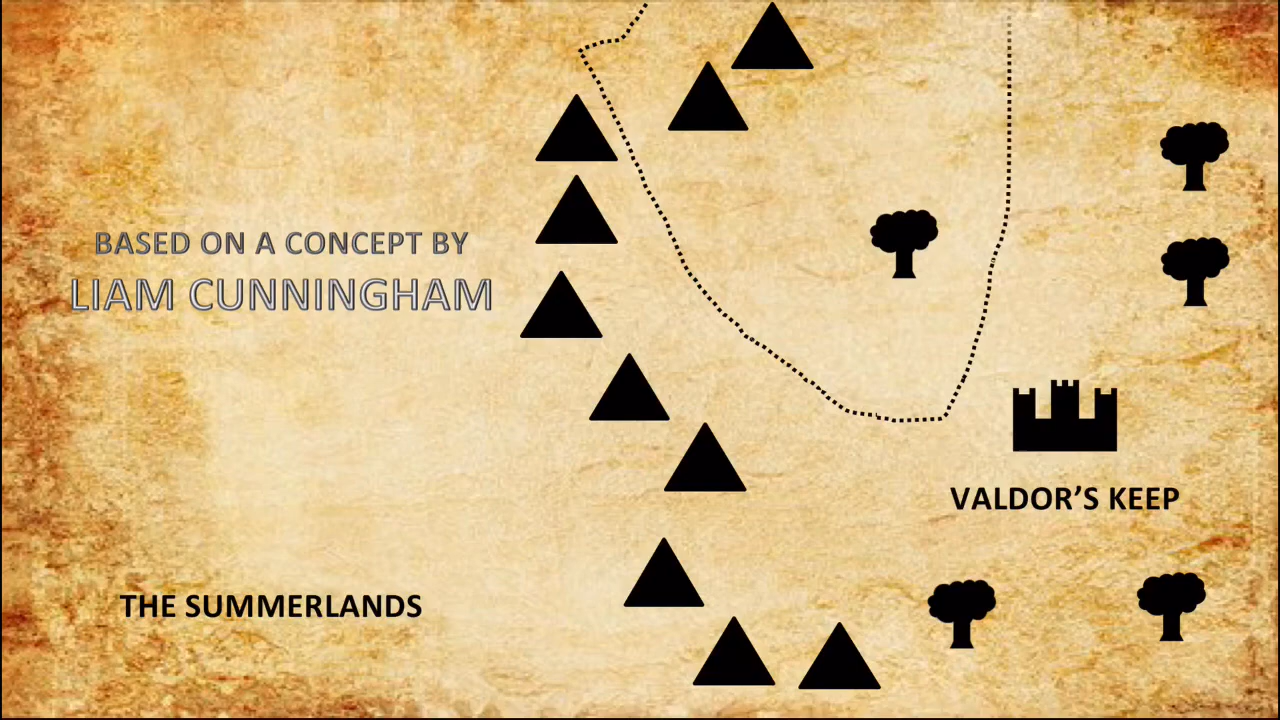 BASED ON A CONCEPT BY
LIAM CUNNINGHAM
VALDOR’S KEEP
THE SUMMERLANDS